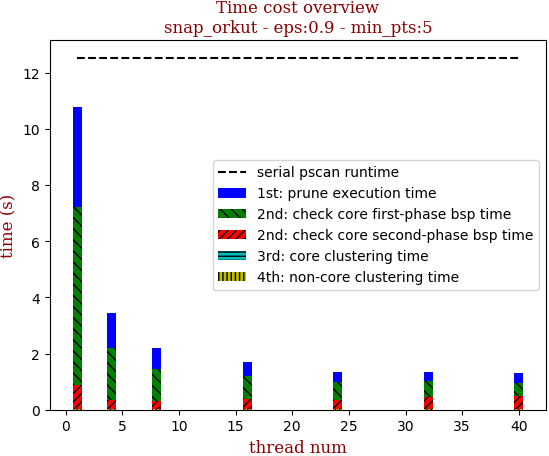 Time cost overview
snap_orkut - eps:0.9 - min_pts:5
time (s)
12
10
8
6
4
2
0
serial pscan runtime
1st: prune execution time
2nd: check core first-phase bsp time
2nd: check core second-phase bsp time
3rd: core clustering time
4th: non-core clustering time
0 5 10 15 20 25 30 35 40
thread num